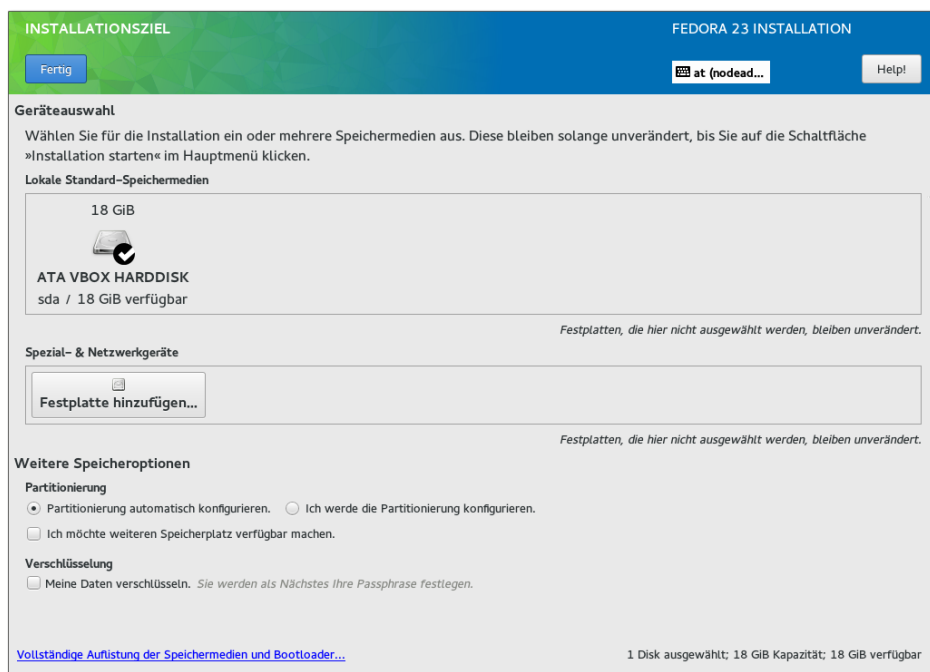 INSTALLATIONSZIEL
FEDORA 23 INSTALLATION
Fertig
at (nodead...
Help!
Geräteauswahl
Wählen Sie für die Installation ein oder mehrere Speichermedien aus. Diese bleiben solange unverändert, bis Sie auf die Schaltfläche
»Installation starten« im Hauptmenü klicken.
Lokale Standard-Speichermedien
18 GiB
ATA VBOX HARDDISK
sda / 18 GiB verfügbar
Festplatten, die hier nicht ausgewählt werden, bleiben unverändert.
Spezial- & Netzwerkgeräte
Festplatte hinzufügen...
Festplatten, die hier nicht ausgewählt werden, bleiben unverändert.
Weitere Speicheroptionen
Partitionierung
Partitionierung automatisch konfigurieren. Ich werde die Partitionierung konfigurieren.
Ich möchte weiteren Speicherplatz verfügbar machen.
Verschlüsselung
Meine Daten verschlüsseln. Sie werden als Nächstes Ihre Passphrase festlegen.
Vollständige Auflistung der Speichermedien und Bootloader...
1 Disk ausgewählt; 18 GiB Kapazität; 18 GiB verfügbar